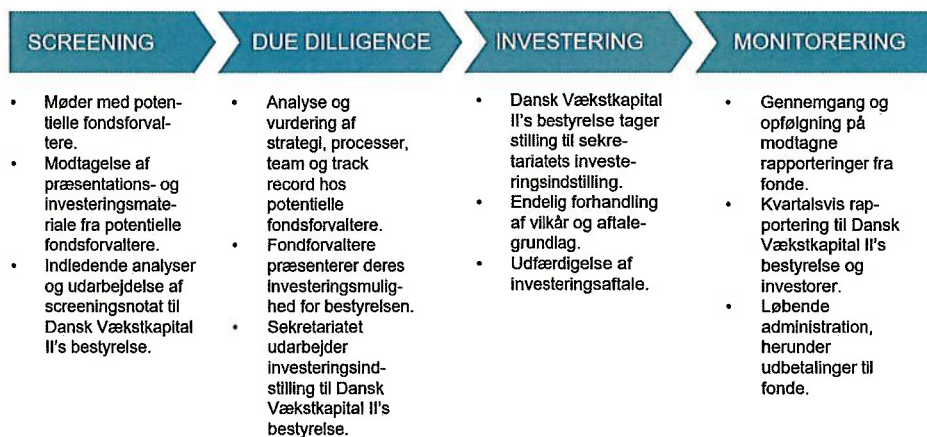 SCREENING
• Møder med poten-
tielle fondsforval-
tere.
• Modtagelse af
præsentations- og
investeringsmate-
riale fra potentielle
fondsforvaltere.
• Indledende analyser
og udarbejdelse af
screeningsnotat til
Dansk Vækstkapital
II's bestyrelse.
DUE DILLIGENCE
• Analyse og
vurdering af
strategi, processer,
team og track
record hos
potentielle
fondsforvaltere.
• Fondforvaltere
præsenterer deres
investeringsmulig-
hed for bestyrelsen.
• Sekretariatet
udarbejder
investeringsind-
stilling til Dansk
Vækstkapital II's
bestyrelse.
INVESTERING
• Dansk Vækstkapital
II's bestyrelse tager
stilling til sekre-
tariatets investe-
ringsindstilling.
• Endelig forhandling
af vilkår og aftale-
grundlag.
• Udfærdigelse af
investeringsaftale.
MONITORERING
• Gennemgang og
opfølgning på
modtagne
rapporteringer fra
fonde.
• Kvartalsvis rap-
portering til Dansk
Vækstkapital II's
bestyrelse og
investorer.
• Løbende
administration,
herunder
udbetalinger til
fonde.